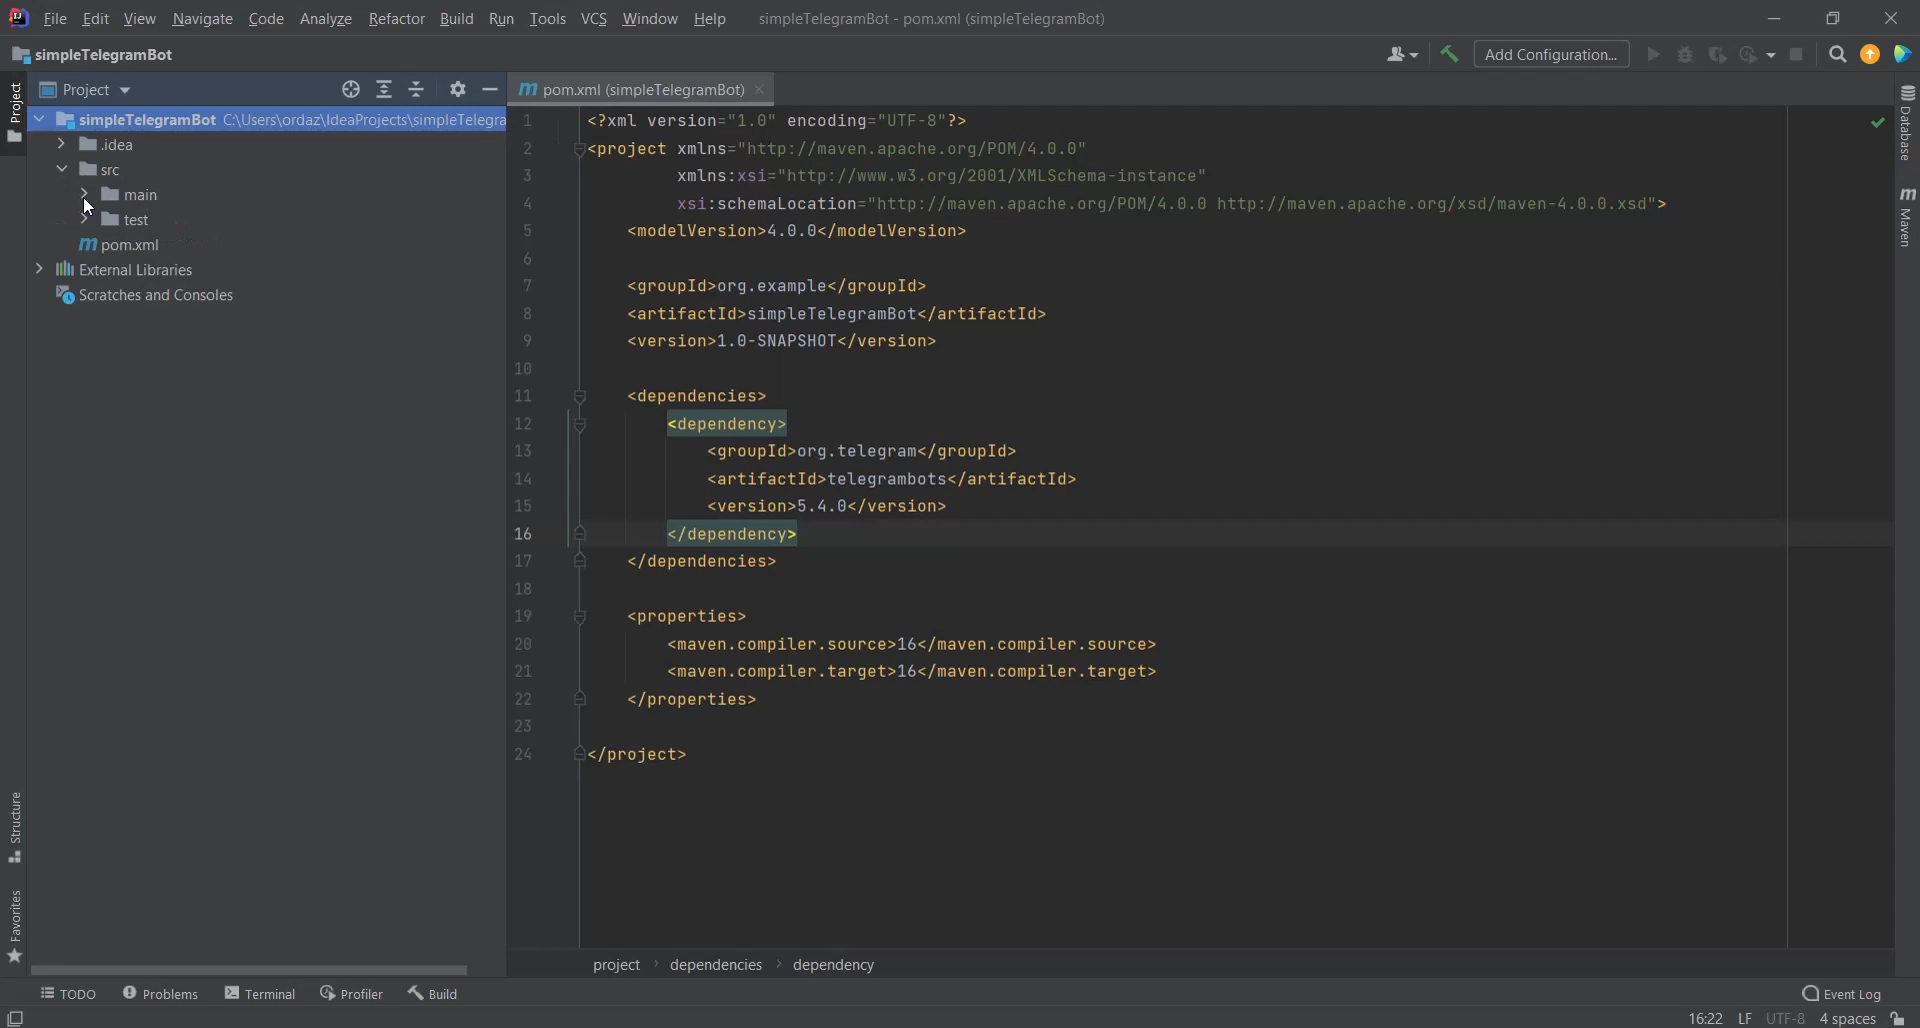 File Edit View Navigate Code Analyze Refactor Build Run Tools VCS Window Help simpleTelegramBot - pom.xml (simpleTelegramBot)
simpleTelegramBot Add Configuration...
Project
Project
pom.xml (simpleTelegramBot)
simpleTelegramBot C:\Users\ordaz\IdeaProjects\simpleTelegra
.idea
src
main
test
pom.xml
External Libraries
Scratches and Consoles
1 <?xml version="1.0" encoding="UTF-8"?>
2 <project xmlns="http://maven.apache.org/POM/4.0.0"
3 xmlns:xsi="http://www.w3.org/2001/XMLSchema-instance"
4 xsi:schemaLocation="http://maven.apache.org/POM/4.0.0 http://maven.apache.org/xsd/maven-4.0.0.xsd">
5 <modelVersion>4.0.0</modelVersion>
6
7 <groupId>org.example</groupId>
8 <artifactId>simpleTelegramBot</artifactId>
9 <version>1.0-SNAPSHOT</version>
10
11 <dependencies>
12 <dependency>
13 <groupId>org.telegram</groupId>
14 <artifactId>telegrambots</artifactId>
15 <version>5.4.0</version>
16 </dependency>
17 </dependencies>
18
19 <properties>
20 <maven.compiler.source>16</maven.compiler.source>
21 <maven.compiler.target>16</maven.compiler.target>
22 </properties>
23
24 </project>
Database
m Maven
Structure
Favorites
project dependencies dependency
TODO Problems Terminal Profiler Build Event Log
16:22 LF UTF-8 4 spaces